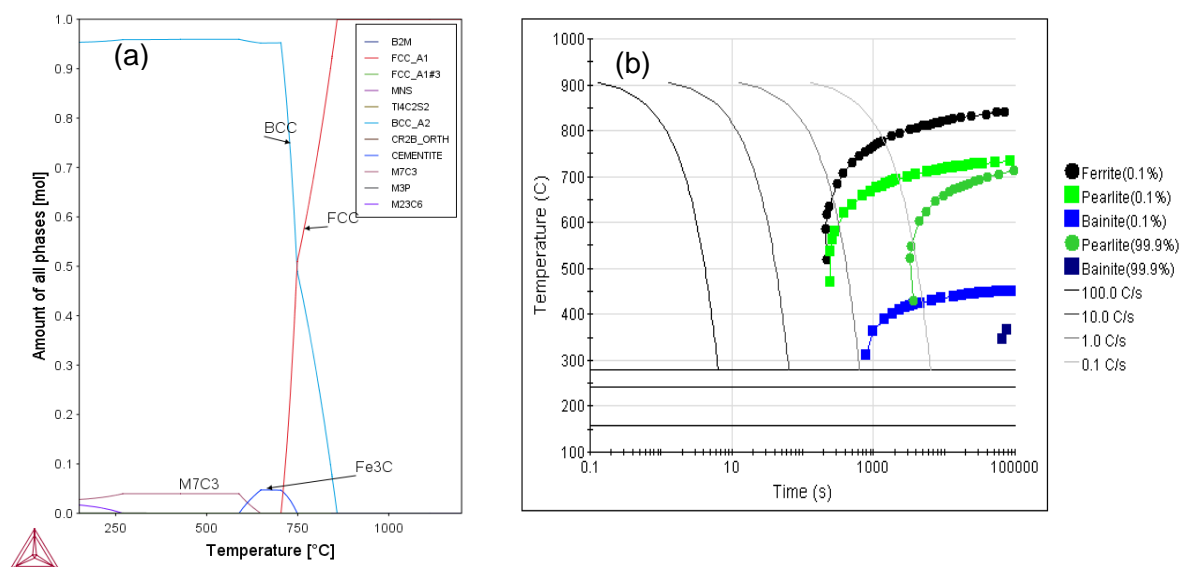 (a)
1.0
0.9
0.8
0.7
0.6
0.5
0.4
0.3
0.2
0.1
0.0
Amount of all phases [mol]
250
500
750
1000
Temperature [°C]
B2M
FCC_A1
FCC_A1#3
MNS
TI4C2S2
BCC_A2
CR2B_ORTH
CEMENTITE
M7C3
M3P
M23C6
BCC
FCC
Fe3C
M7C3
(b)
1000
900
800
700
600
500
400
300
200
100
Temperature (C)
0.1
10
1000
100000
Time (s)
Ferrite(0.1%)
Pearlite(0.1%)
Bainite(0.1%)
Pearlite(99.9%)
Bainite(99.9%)
100.0 C/s
10.0 C/s
1.0 C/s
0.1 C/s